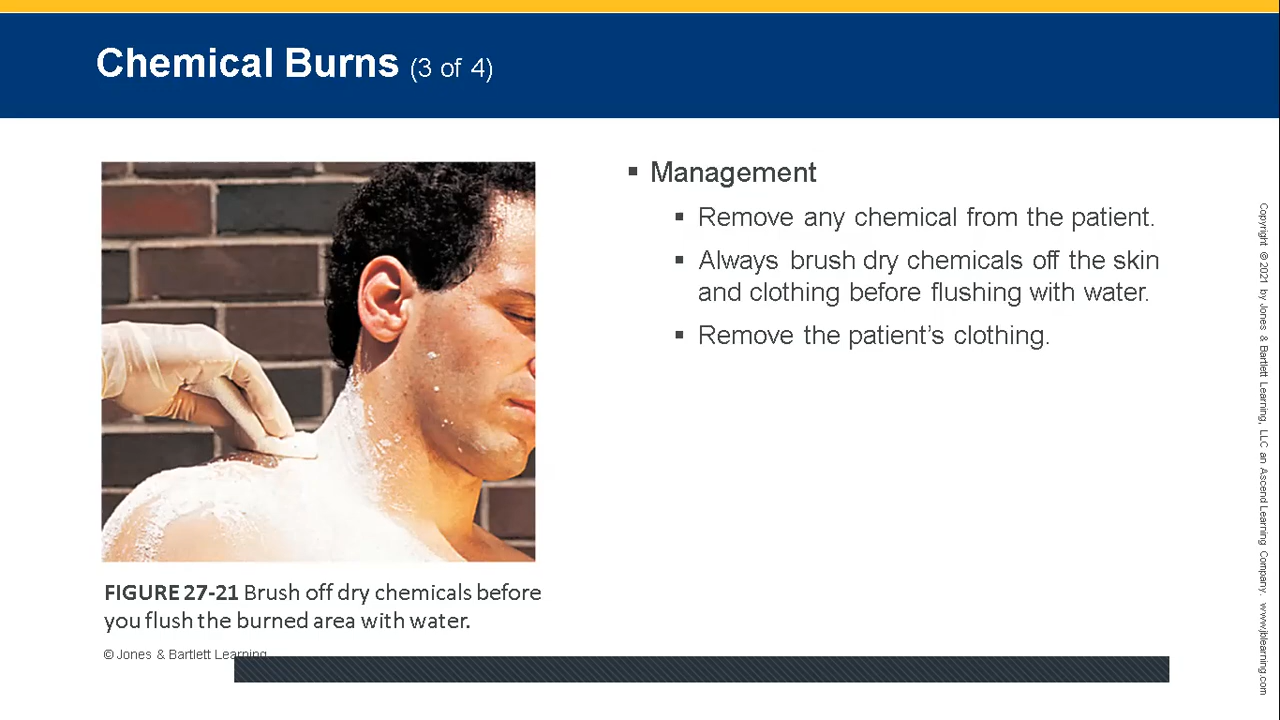 Chemical Burns (3 of 4)
▪ Management
▪ Remove any chemical from the patient.
▪ Always brush dry chemicals off the skin
and clothing before flushing with water.
▪ Remove the patient’s clothing.
FIGURE 27-21 Brush off dry chemicals before
you flush the burned area with water.
© Jones & Bartlett Learning
Copyright © 2021 by Jones & Bartlett Learning, LLC an Ascend Learning Company. www.jblearning.com